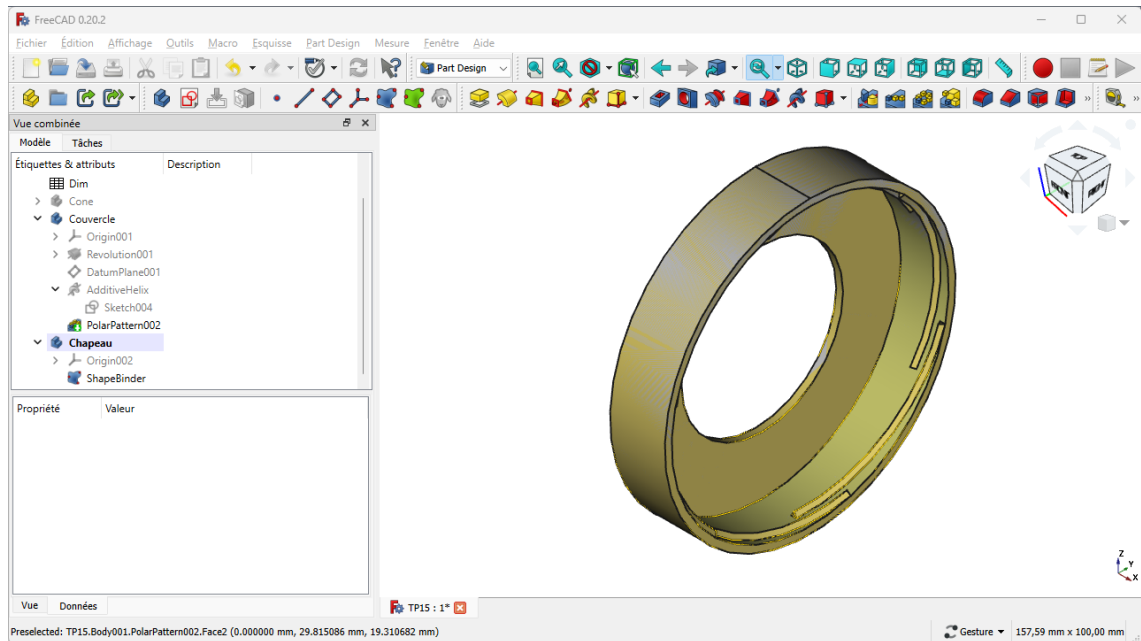 FreeCAD 0.20.2
Fichier Édition Affichage Outils Macro Esquisse Part Design Mesure Fenêtre Aide
Part Design
Vue combinée
Modèle Tâches
Étiquettes & attributs Description
Dim
Cone
Couvercle
Origin001
Revolution001
DatumPlane001
AdditiveHelix
Sketch004
PolarPattern002
Chapeau
Origin002
ShapeBinder
Propriété Valeur
Z
Y
X
Vue Données
TP15 : 1*
Preselected: TP15.Body001.PolarPattern002.Face2 (0.000000 mm, 29.815086 mm, 19.310682 mm)
Gesture
157,59 mm x 100,00 mm